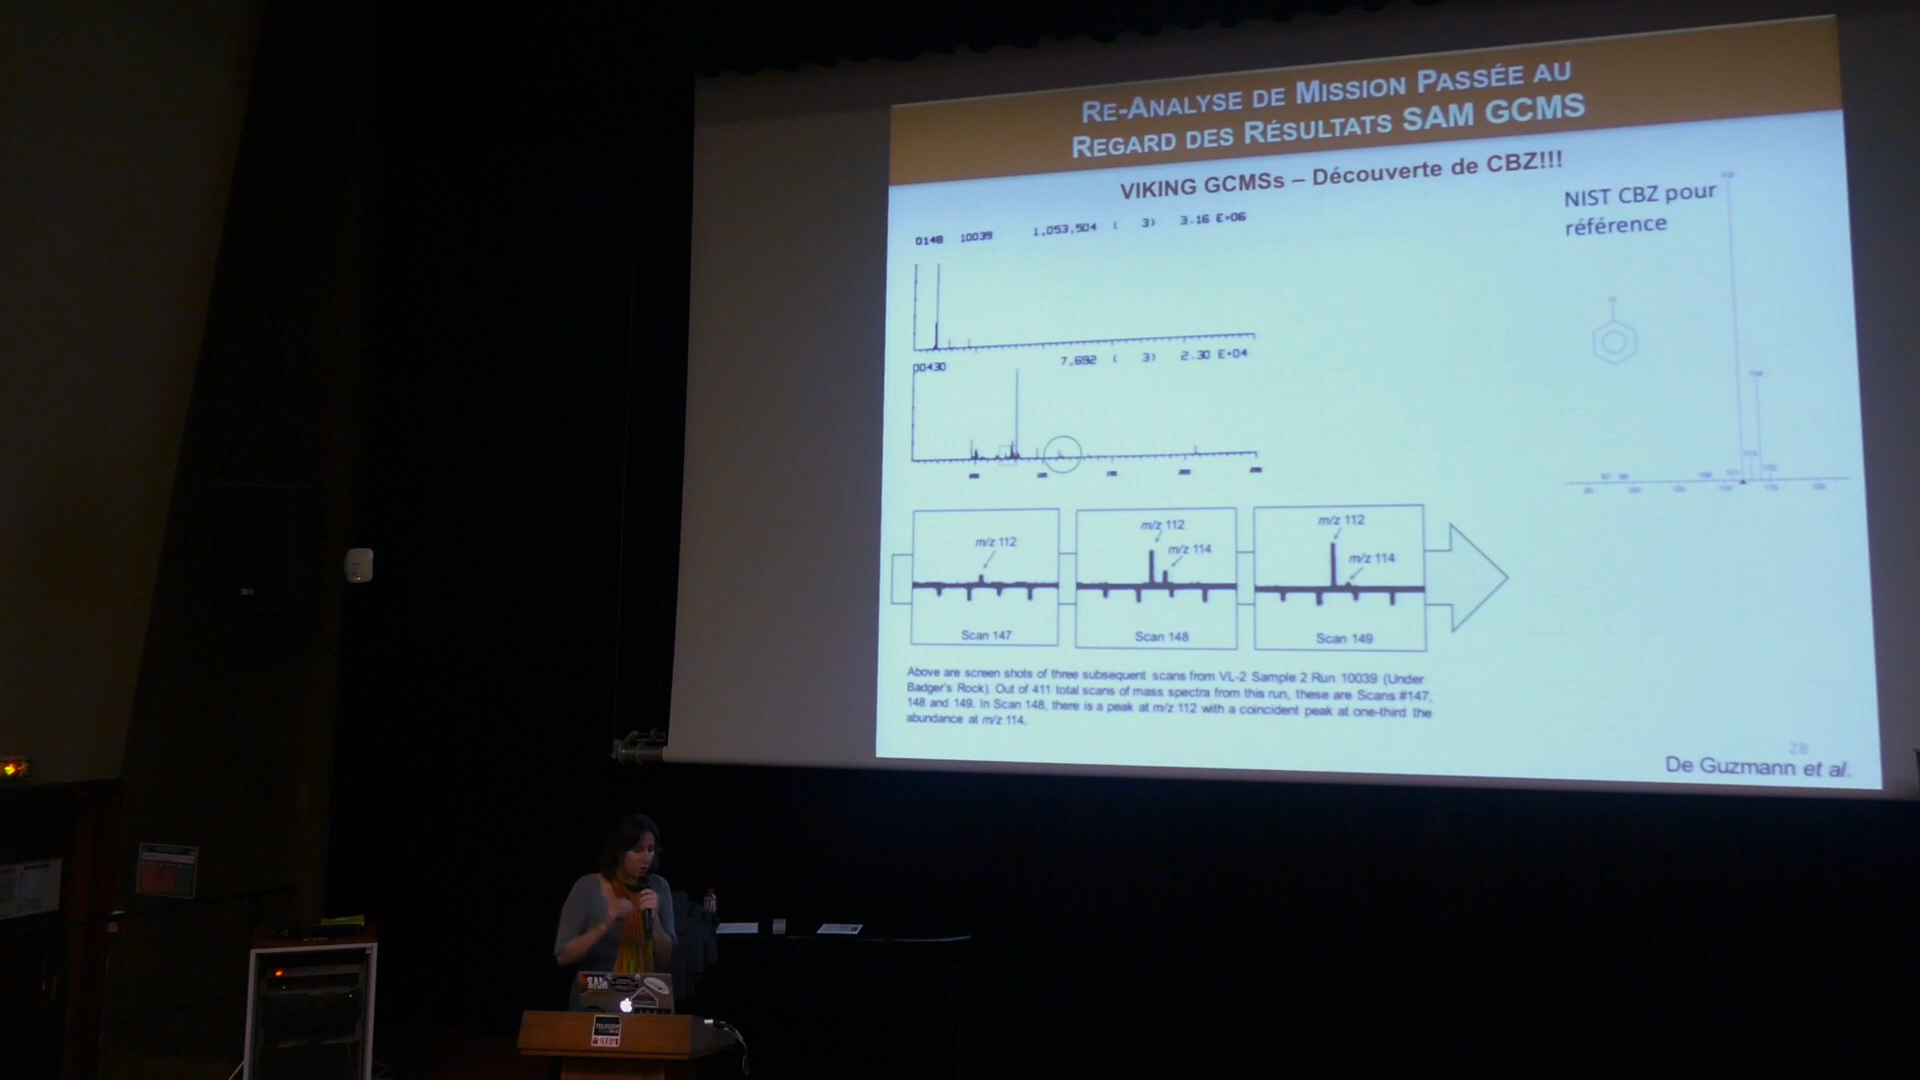 RE-ANALYSE DE MISSION PASSÉE AU
REGARD DES RÉSULTATS SAM GCMS
VIKING GCMSs – Découverte de CBZ!!!
NIST CBZ pour
référence
0148 10039 1,053,504 ( 3) 3.16 E+06
00430 7,692 ( 3) 2.30 E+04
m/z 112
m/z 112
m/z 114
m/z 112
m/z 114
Scan 147
Scan 148
Scan 149
Above are screen shots of three subsequent scans from VL-2 Sample 2 Run 10039 (Under
Badger's Rock). Out of 411 total scans of mass spectra from this run, these are Scans #147,
148 and 149. In Scan 148, there is a peak at m/z 112 with a coincident peak at one-third the
abundance at m/z 114.
28
De Guzmann et al.
SAM
TELECOM